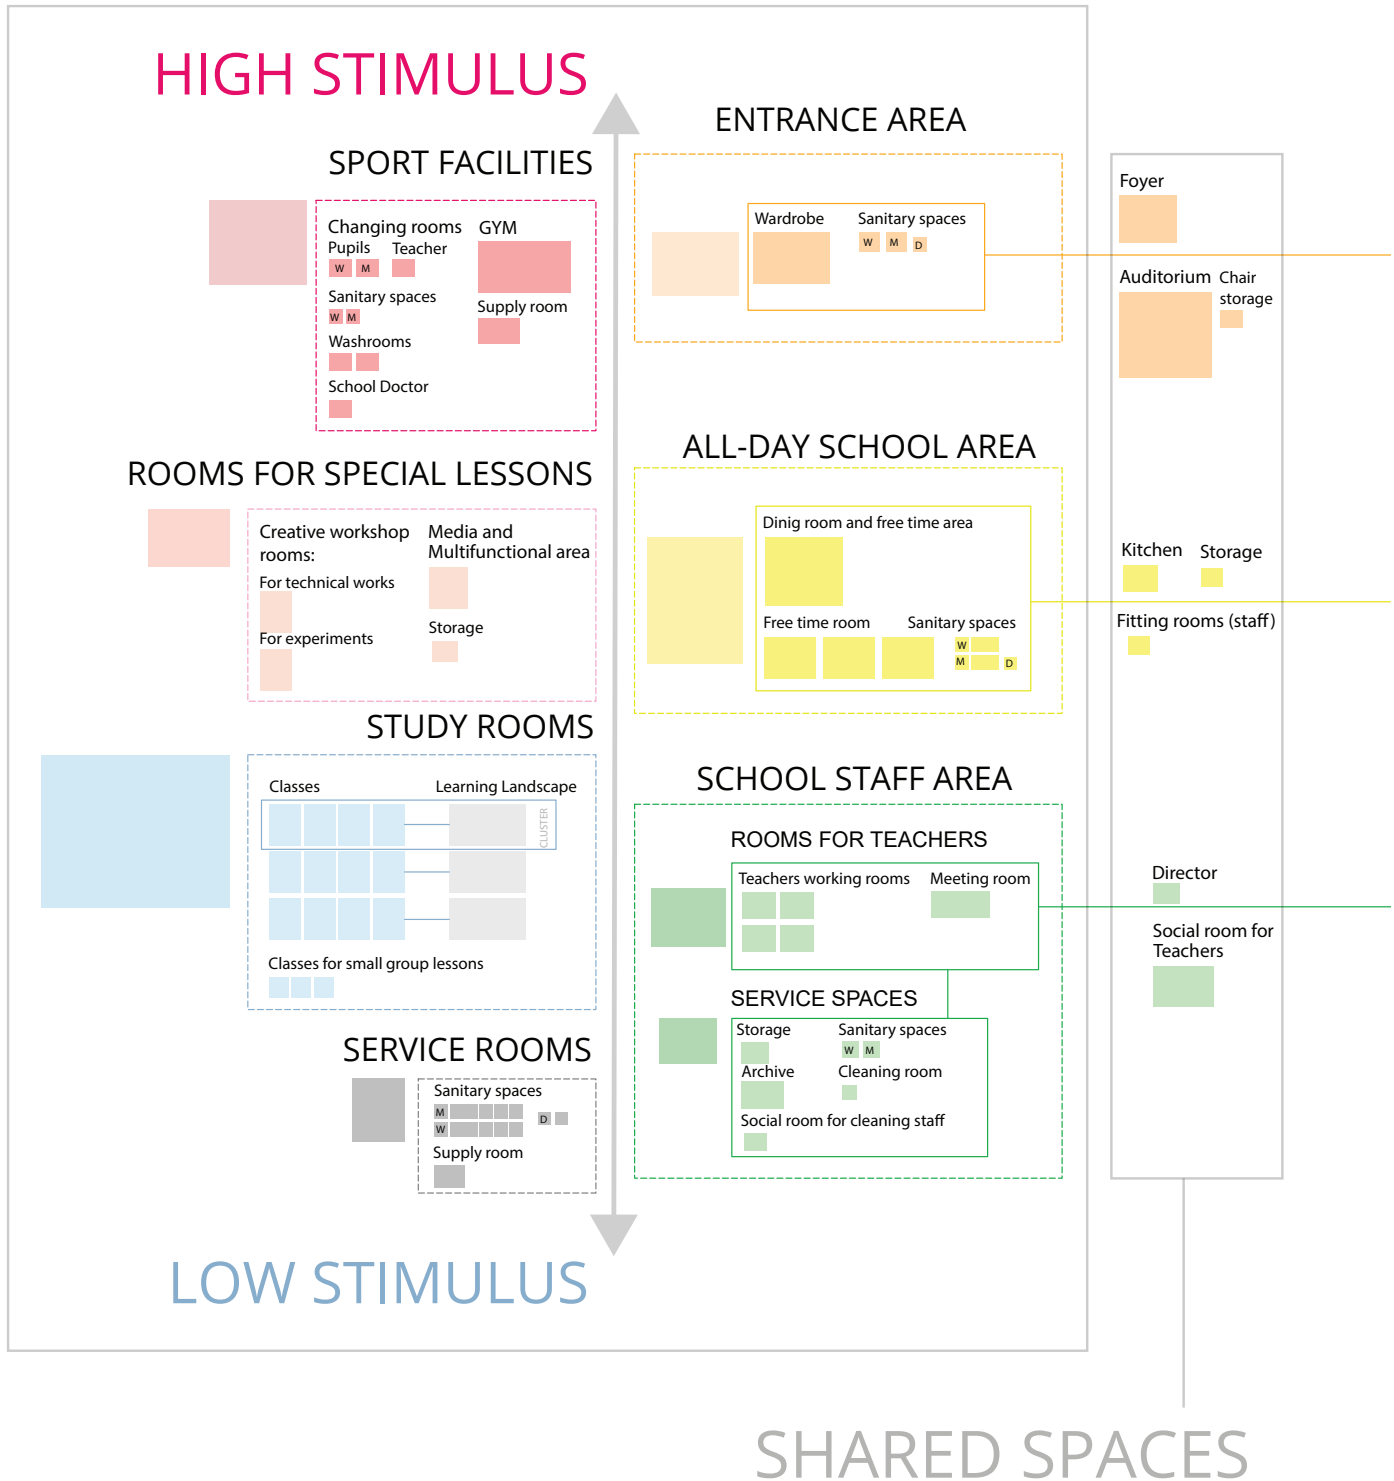 HIGH STIMULUS
SPORT FACILITIES
Changing rooms
Pupils
Teacher
W
M
Sanitary spaces
W
M
Washrooms
School Doctor
GYM
Supply room
ROOMS FOR SPECIAL LESSONS
Creative workshop
rooms:
For technical works
For experiments
Media and
Multifunctional area
Storage
STUDY ROOMS
Classes
Learning Landscape
CLUSTER
Classes for small group lessons
SERVICE ROOMS
Sanitary spaces
M
W
D
Supply room
LOW STIMULUS
ENTRANCE AREA
Wardrobe
Sanitary spaces
W
M
D
ALL-DAY SCHOOL AREA
Dinig room and free time area
Free time room
Sanitary spaces
W
M
D
SCHOOL STAFF AREA
ROOMS FOR TEACHERS
Teachers working rooms
Meeting room
SERVICE SPACES
Storage
Sanitary spaces
W
M
Archive
Cleaning room
Social room for cleaning staff
Foyer
Auditorium
Chair
storage
Kitchen
Storage
Fitting rooms (staff)
Director
Social room for
Teachers
SHARED SPACES